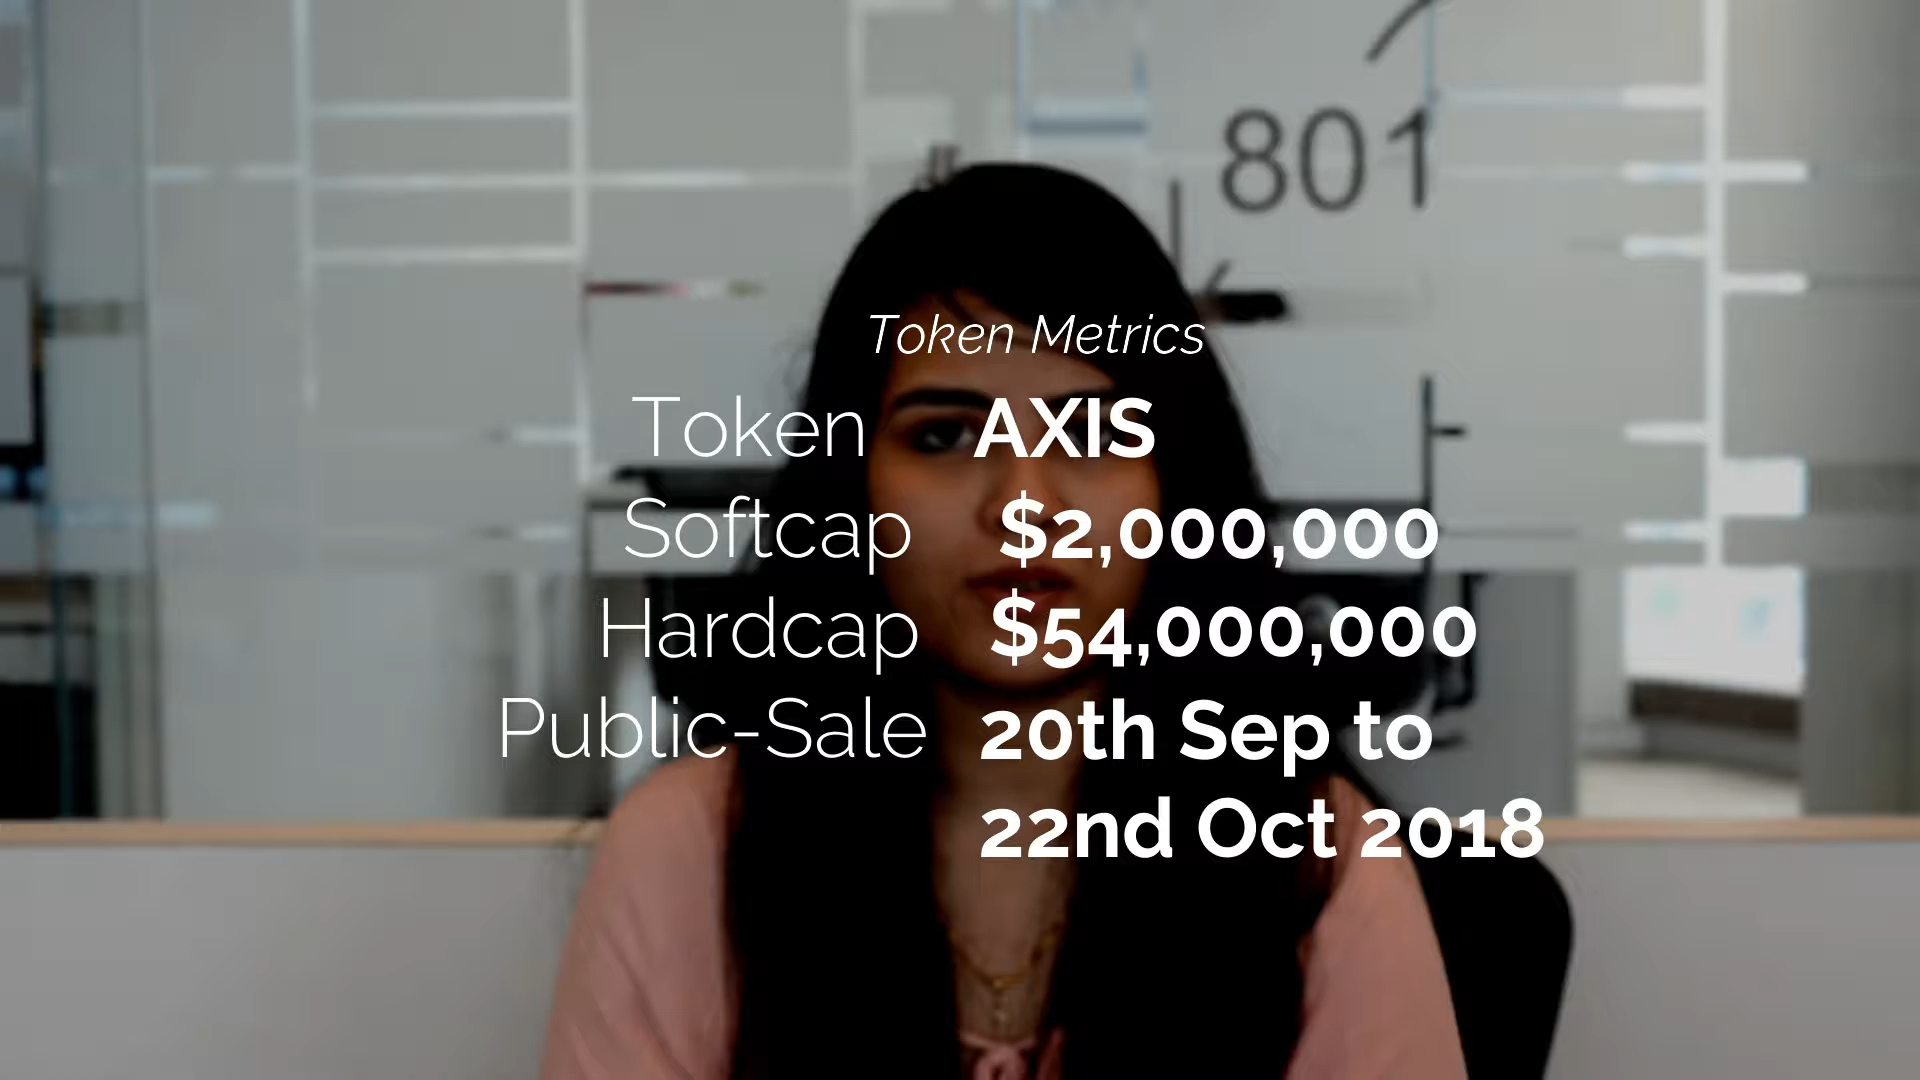 801
Token Metrics
Token AXIS
Softcap $2,000,000
Hardcap $54,000,000
Public-Sale 20th Sep to
22nd Oct 2018